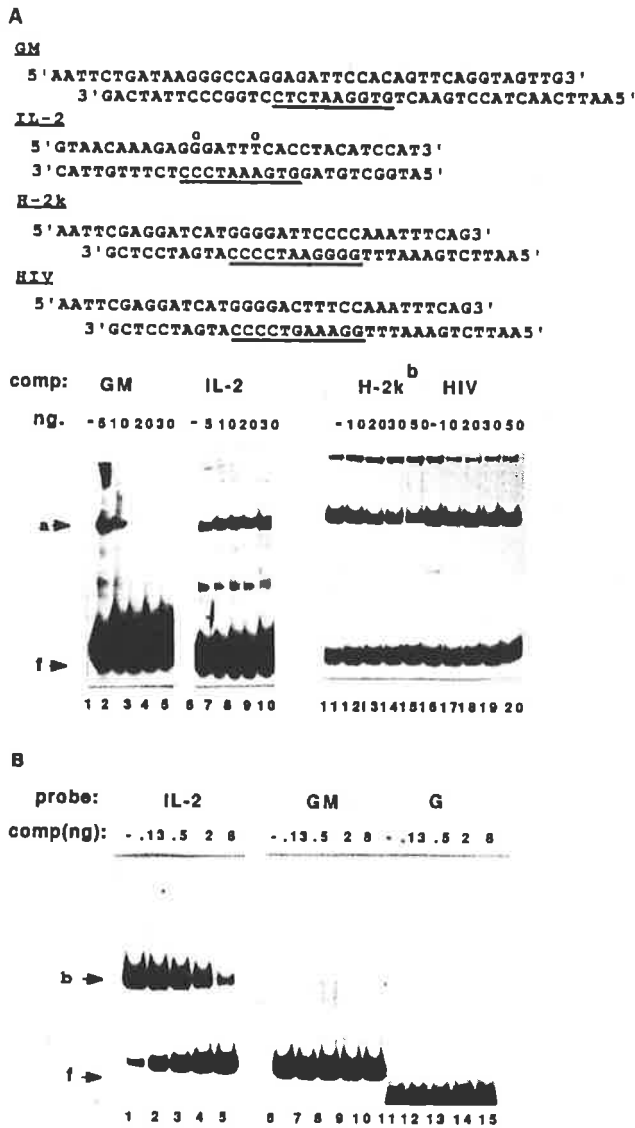 A
GM
5'AATTCTGATAAGGGCCAGGAGATTCCACAGTTCAGGTAGTTG3'
3'GACTATTCCCGGTCCTCTAAGGTGTCAAGTCCATCAACTTAA5'
IL-2
o o
5'GTAACAAAGAGGGATTTCACCTACATCCAT3'
3'CATTGTTTCTCCCTAAAGTGGATGTCGGTA5'
H-2k
5'AATTCGAGGATCATGGGGATTCCCCAAATTTCAG3'
3'GCTCCTAGTACCCCTAAGGGGTTTAAAGTCTTAA5'
HIV
5'AATTCGAGGATCATGGGGACTTTCCAAATTTCAG3'
3'GCTCCTAGTACCCCTGAAAGGTTTAAAGTCTTAA5'
comp: GM IL-2 H-2k b HIV
ng. - 5 10 20 30 - 5 10 20 30 - 10 20 30 50 - 10 20 30 50
a
f
1 2 3 4 5 6 7 8 9 10 11 12 13 14 15 16 17 18 19 20
B
probe: IL-2 GM G
comp(ng): - .13 .5 2 8 - .13 .5 2 8 - .13 .5 2 8
b
f
1 2 3 4 5 6 7 8 9 10 11 12 13 14 15